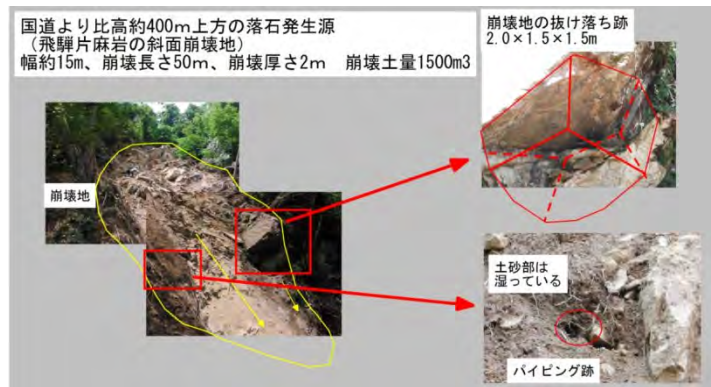 国道より比高約400m上方の落石発生源
(飛騨片麻岩の斜面崩壊地)
幅約15m、崩壊長さ50m、崩壊厚さ2m 崩壊土量1500m3
崩壊地の抜け落ち跡
2.0×1.5×1.5m
崩壊地
土砂部は
湿っている
パイピング跡